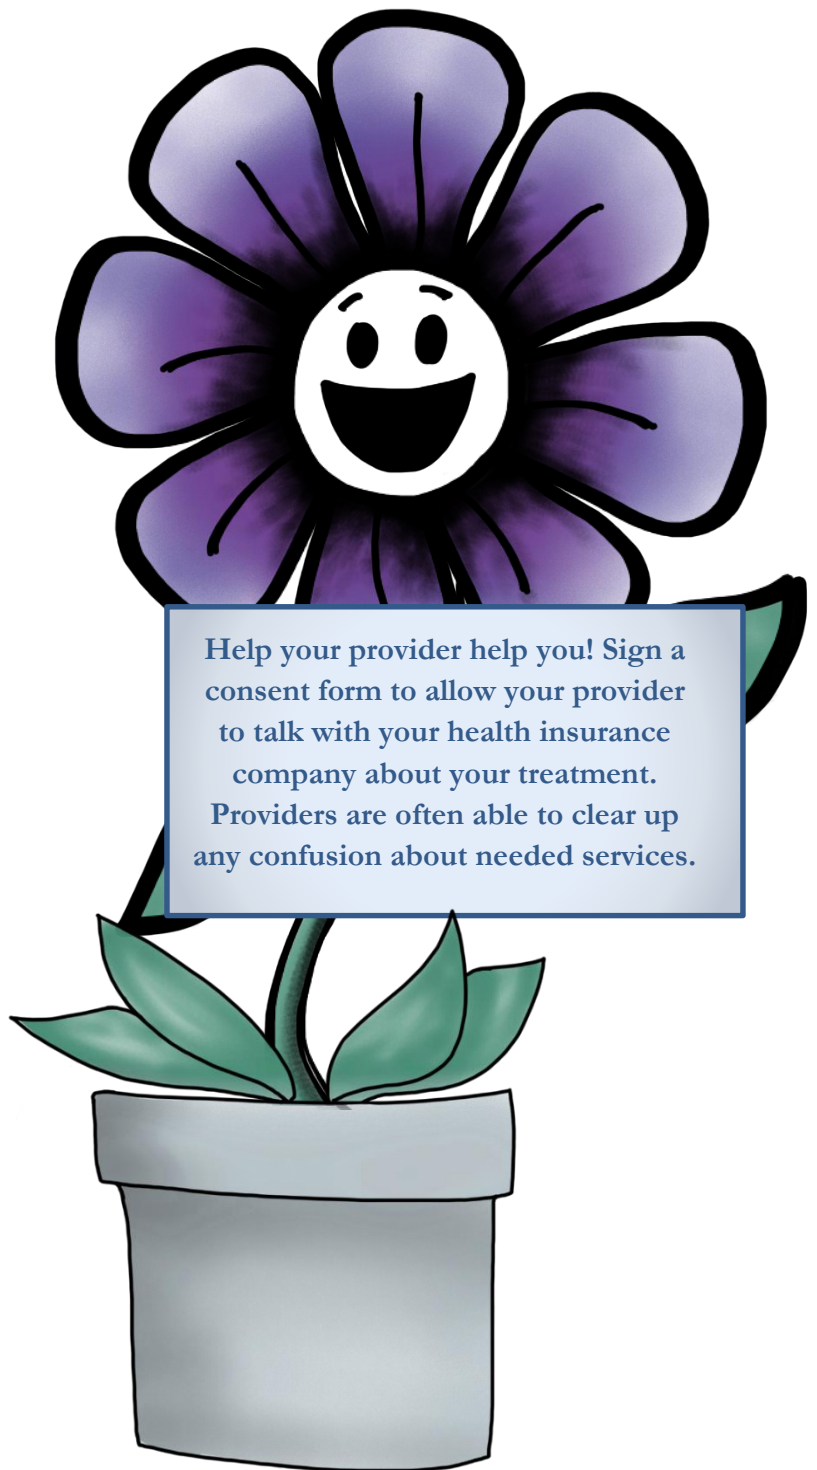 Help your provider help you! Sign a
consent form to allow your provider
to talk with your health insurance
company about your treatment.
Providers are often able to clear up
any confusion about needed services.